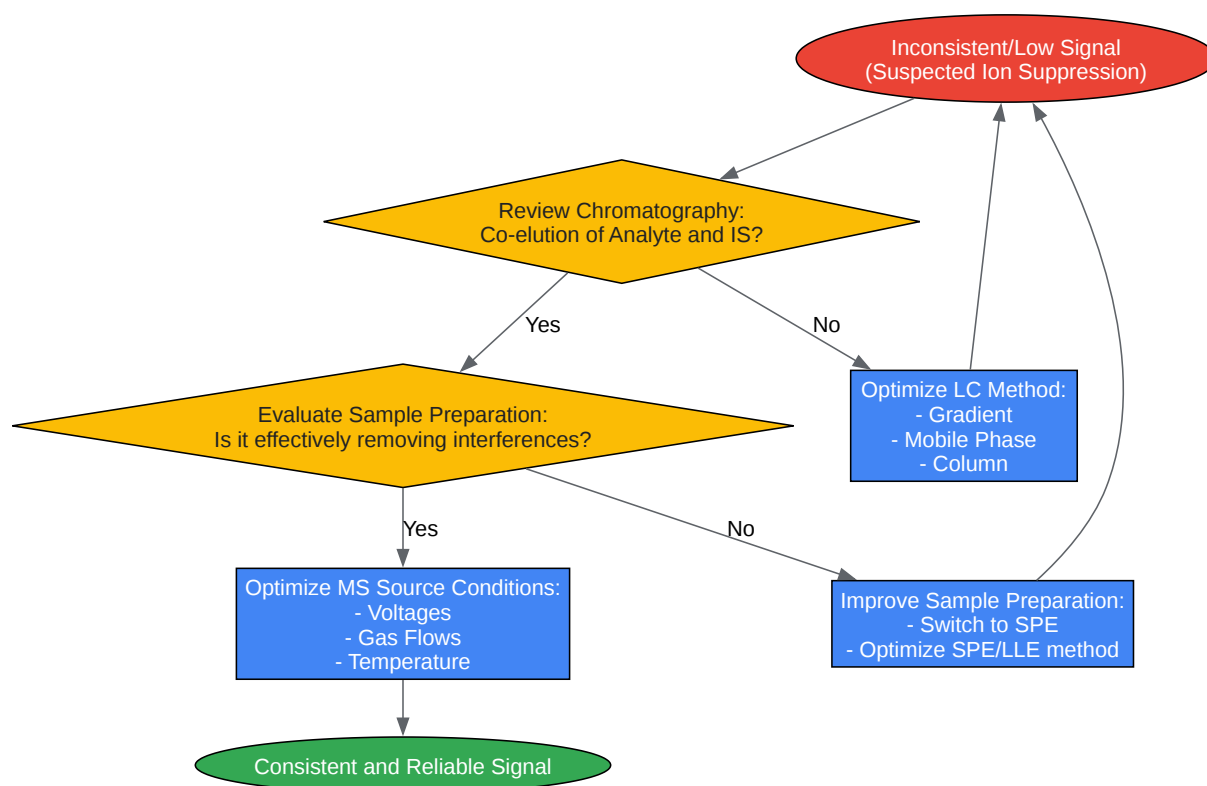 Inconsistent/Low Signal
(Suspected Ion Suppression)
Review Chromatography:
Co-elution of Analyte and IS?
Yes
No
Optimize LC Method:
- Gradient
- Mobile Phase
- Column
Evaluate Sample Preparation:
Is it effectively removing interferences?
Yes
No
Optimize MS Source Conditions:
- Voltages
- Gas Flows
- Temperature
Improve Sample Preparation:
- Switch to SPE
- Optimize SPE/LLE method
Consistent and Reliable Signal